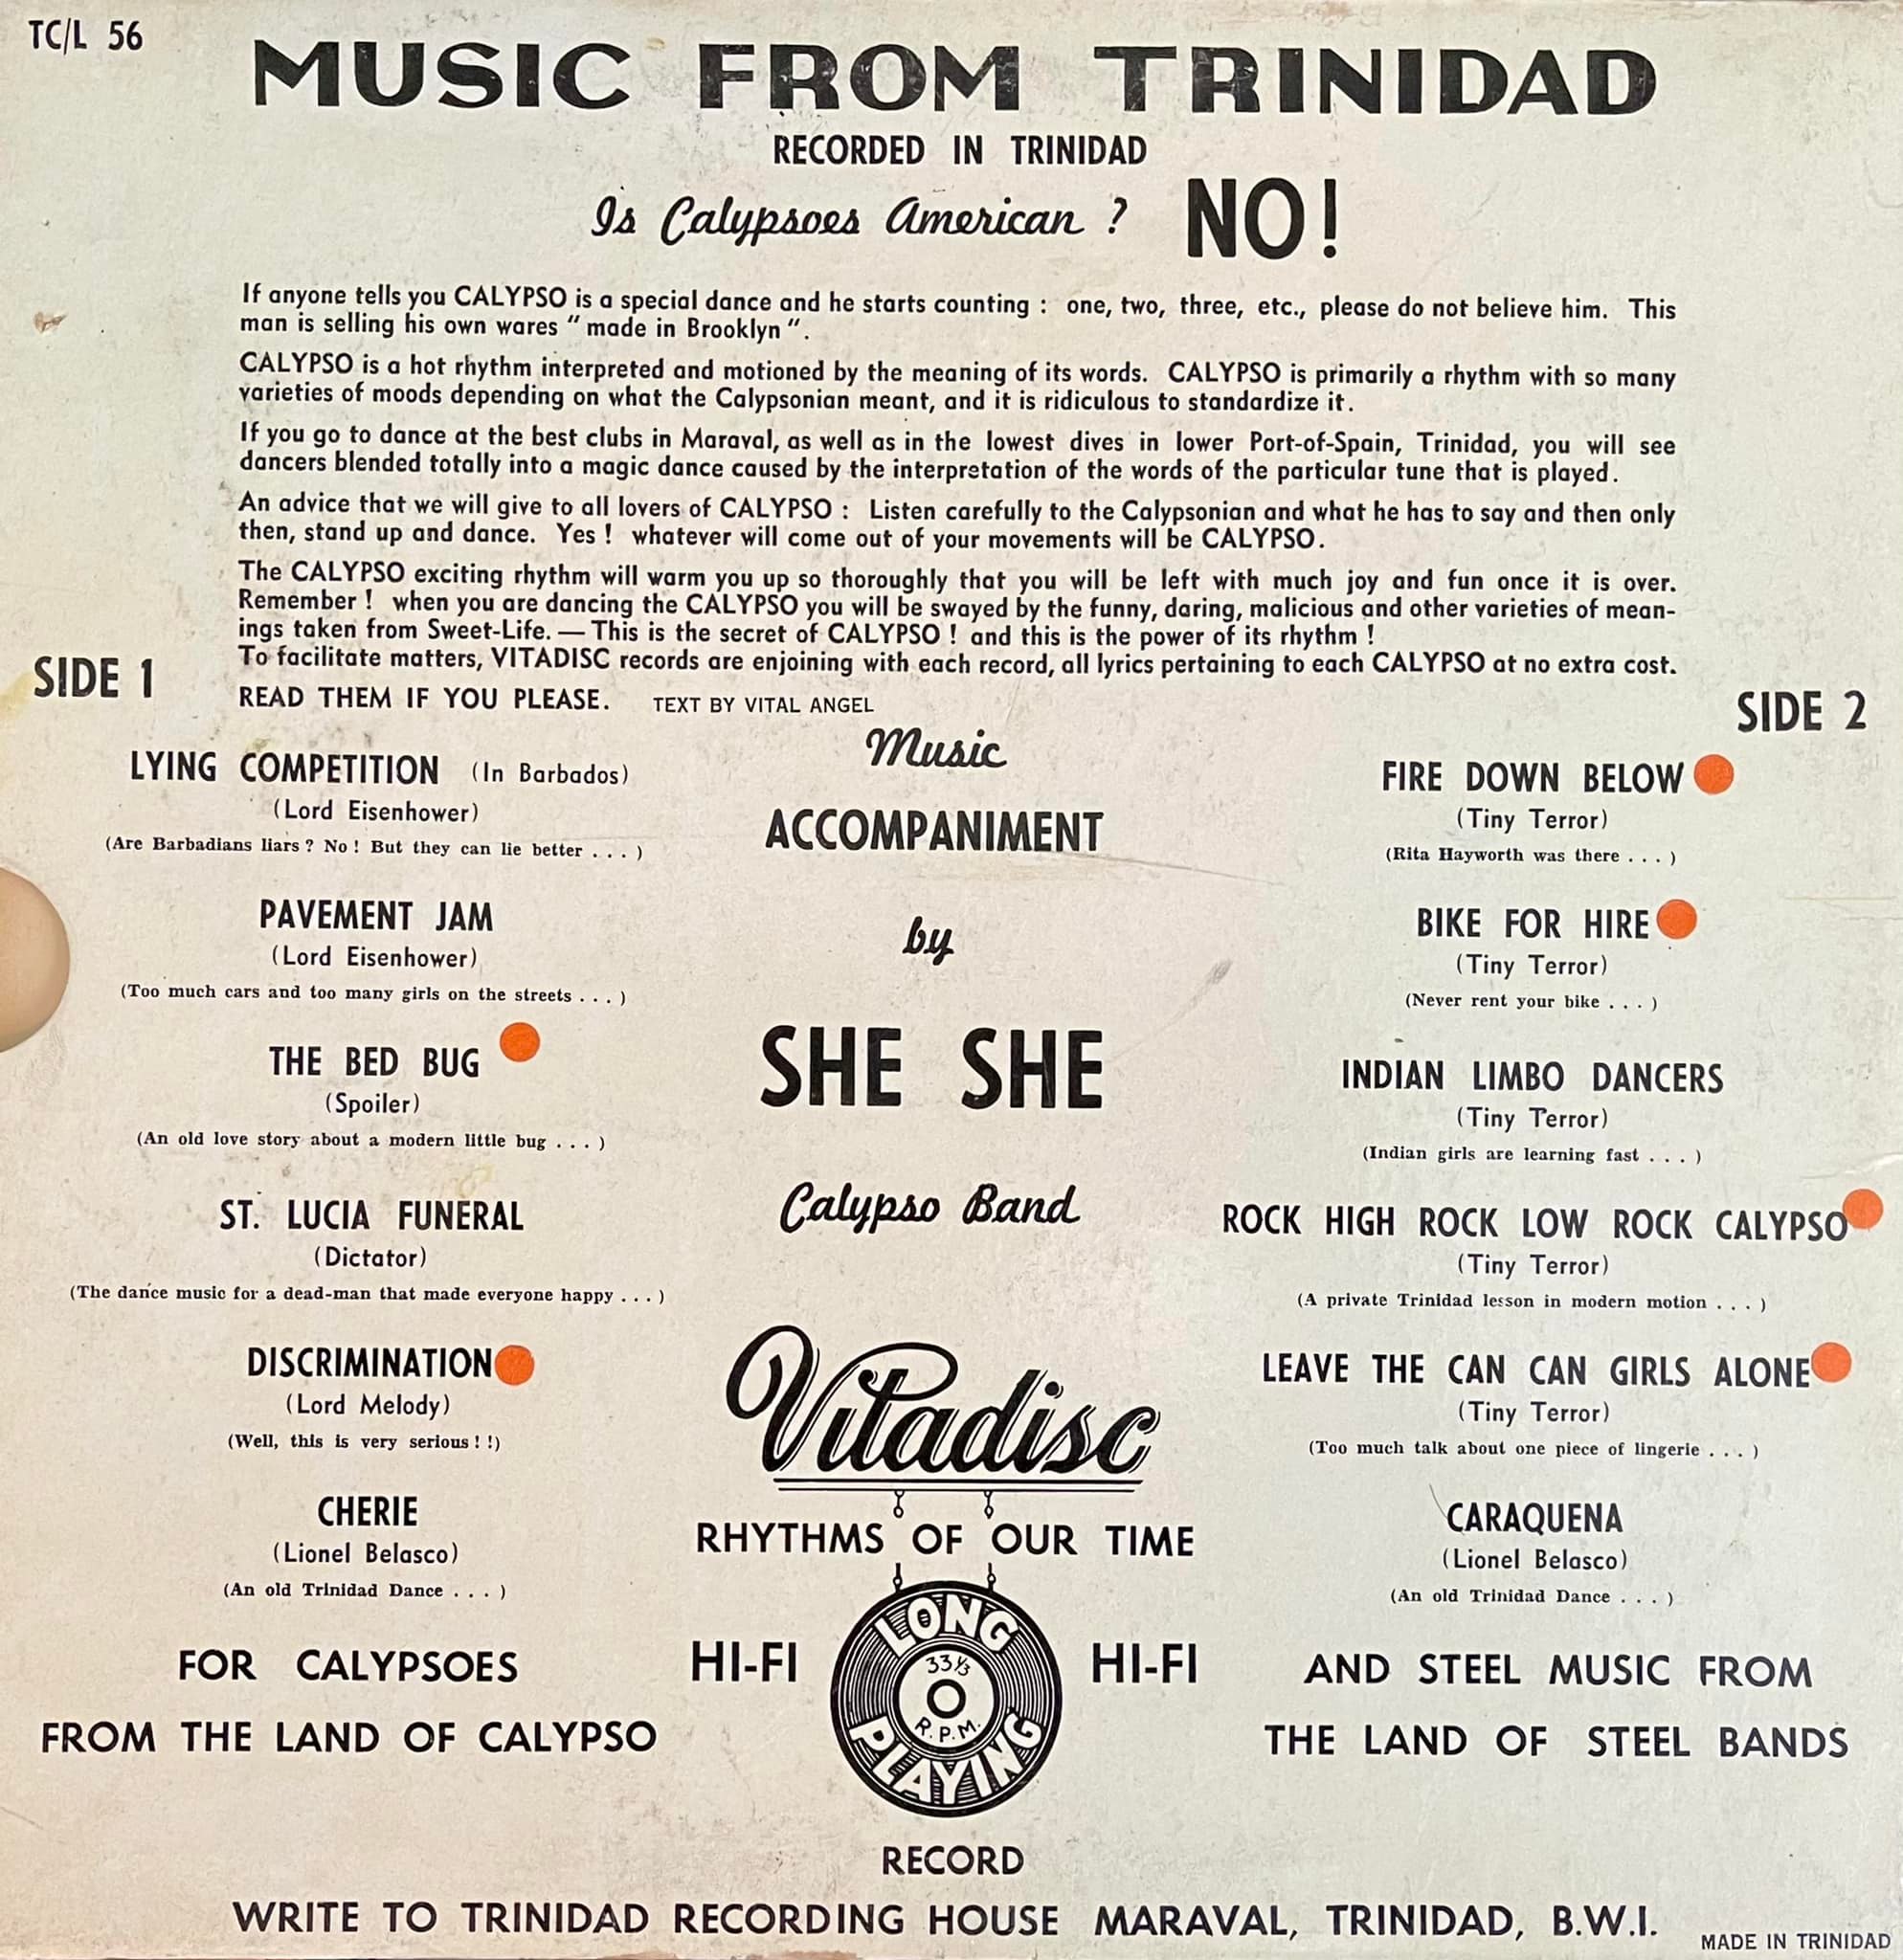 TC/L 56
MUSIC FROM TRINIDAD
RECORDED IN TRINIDAD
Is Calypsoes American ? NO!
If anyone tells you CALYPSO is a special dance and he starts counting : one, two, three, etc., please do not believe him. This
man is selling his own wares " made in Brooklyn ".
CALYPSO is a hot rhythm interpreted and motioned by the meaning of its words. CALYPSO is primarily a rhythm with so many
varieties of moods depending on what the Calypsonian meant, and it is ridiculous to standardize it.
If you go to dance at the best clubs in Maraval, as well as in the lowest dives in lower Port-of-Spain, Trinidad, you will see
dancers blended totally into a magic dance caused by the interpretation of the words of the particular tune that is played.
An advice that we will give to all lovers of CALYPSO : Listen carefully to the Calypsonian and what he has to say and then only
then, stand up and dance. Yes ! whatever will come out of your movements will be CALYPSO.
The CALYPSO exciting rhythm will warm you up so thoroughly that you will be left with much joy and fun once it is over.
Remember ! when you are dancing the CALYPSO you will be swayed by the funny, daring, malicious and other varieties of mean-
ings taken from Sweet-Life. — This is the secret of CALYPSO ! and this is the power of its rhythm !
To facilitate matters, VITADISC records are enjoining with each record, all lyrics pertaining to each CALYPSO at no extra cost.
READ THEM IF YOU PLEASE. TEXT BY VITAL ANGEL
SIDE 1
LYING COMPETITION (In Barbados)
(Lord Eisenhower)
(Are Barbadians liars ? No ! But they can lie better . . . )
PAVEMENT JAM
(Lord Eisenhower)
(Too much cars and too many girls on the streets . . . )
THE BED BUG
(Spoiler)
(An old love story about a modern little bug . . . )
ST. LUCIA FUNERAL
(Dictator)
(The dance music for a dead-man that made everyone happy . . . )
DISCRIMINATION
(Lord Melody)
(Well, this is very serious ! !)
CHERIE
(Lionel Belasco)
(An old Trinidad Dance . . . )
FOR CALYPSOES
FROM THE LAND OF CALYPSO
Music
ACCOMPANIMENT
by
SHE SHE
Calypso Band
Vitadisc
RHYTHMS OF OUR TIME
HI-FI
LONG
33⅓
R.P.M.
PLAYING
HI-FI
RECORD
SIDE 2
FIRE DOWN BELOW
(Tiny Terror)
(Rita Hayworth was there . . . )
BIKE FOR HIRE
(Tiny Terror)
(Never rent your bike . . . )
INDIAN LIMBO DANCERS
(Tiny Terror)
(Indian girls are learning fast . . . )
ROCK HIGH ROCK LOW ROCK CALYPSO
(Tiny Terror)
(A private Trinidad lesson in modern motion . . . )
LEAVE THE CAN CAN GIRLS ALONE
(Tiny Terror)
(Too much talk about one piece of lingerie . . . )
CARAQUENA
(Lionel Belasco)
(An old Trinidad Dance . . . )
AND STEEL MUSIC FROM
THE LAND OF STEEL BANDS
WRITE TO TRINIDAD RECORDING HOUSE MARAVAL, TRINIDAD, B.W.I.
MADE IN TRINIDAD